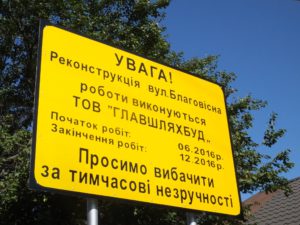 УВАГА!
Реконструкція вул.Благовісна
роботи виконуються
ТОВ "ГЛАВШЛЯХБУД„
Початок робіт: 06.2016р.
Закінчення робіт: 12.2016р.
Просимо вибачити
за тимчасові незручності